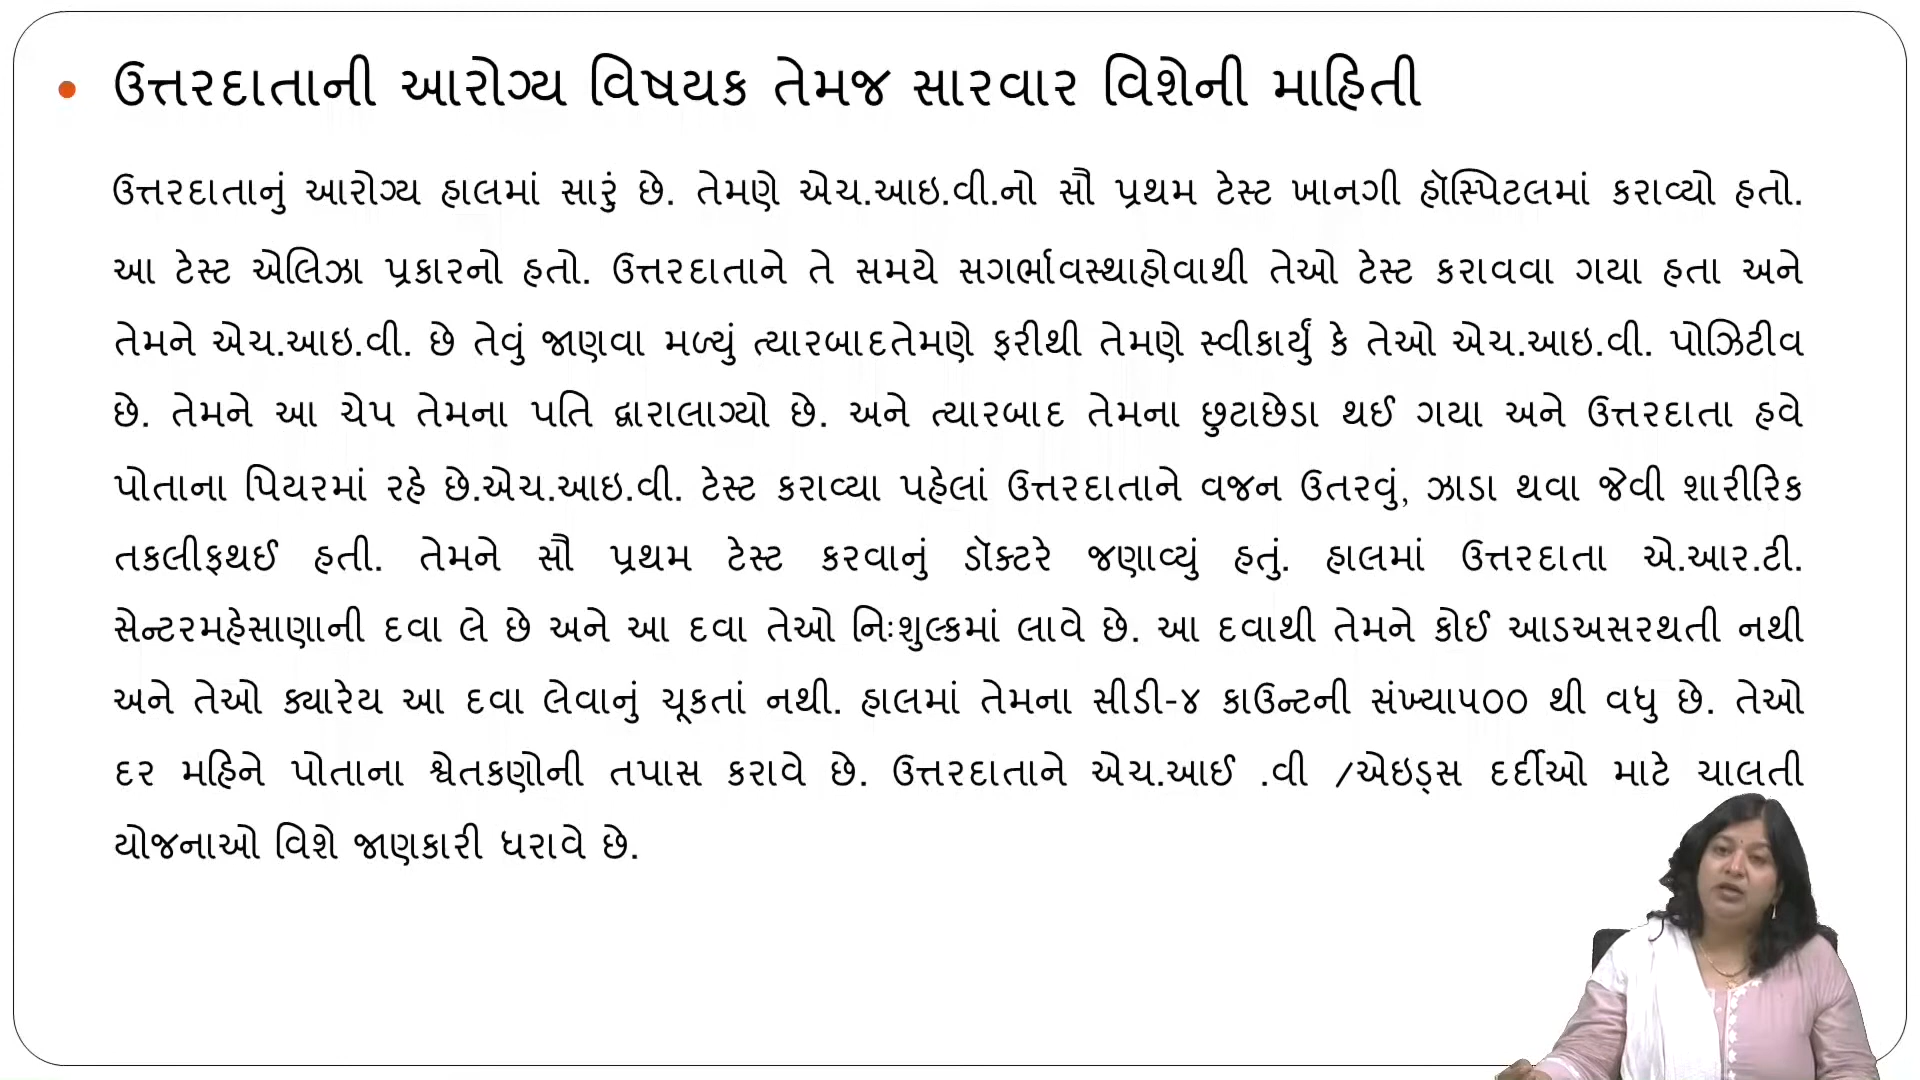 • ઉત્તરદાતાની આરોગ્ય વિષયક તેમજ સારવાર વિશેની માહિતી
ઉત્તરદાતાનું આરોગ્ય હાલમાં સારું છે. તેમણે એચ.આઇ.વી.નો સૌ પ્રથમ ટેસ્ટ ખાનગી હૉસ્પિટલમાં કરાવ્યો હતો.
આ ટેસ્ટ એલિઝા પ્રકારનો હતો. ઉત્તરદાતાને તે સમયે સગર્ભાવસ્થાહોવાથી તેઓ ટેસ્ટ કરાવવા ગયા હતા અને
તેમને એચ.આઇ.વી. છે તેવું જાણવા મળ્યું ત્યારબાદતેમણે ફરીથી તેમણે સ્વીકાર્યું કે તેઓ એચ.આઇ.વી. પોઝિટીવ
છે. તેમને આ ચેપ તેમના પતિ દ્વારાલાગ્યો છે. અને ત્યારબાદ તેમના છુટાછેડા થઈ ગયા અને ઉત્તરદાતા હવે
પોતાના પિયરમાં રહે છે.એચ.આઇ.વી. ટેસ્ટ કરાવ્યા પહેલાં ઉત્તરદાતાને વજન ઉતરવું, ઝાડા થવા જેવી શારીરિક
તકલીફથઈ હતી. તેમને સૌ પ્રથમ ટેસ્ટ કરવાનું ડૉક્ટરે જણાવ્યું હતું. હાલમાં ઉત્તરદાતા એ.આર.ટી.
સેન્ટરમહેસાણાની દવા લે છે અને આ દવા તેઓ નિઃશુલ્કમાં લાવે છે. આ દવાથી તેમને કોઈ આડઅસરથતી નથી
અને તેઓ ક્યારેય આ દવા લેવાનું ચૂકતાં નથી. હાલમાં તેમના સીડી-૪ કાઉન્ટની સંખ્યા૫૦૦ થી વધુ છે. તેઓ
દર મહિને પોતાના શ્વેતકણોની તપાસ કરાવે છે. ઉત્તરદાતાને એચ.આઈ .વી /એઇડ્સ દર્દીઓ માટે ચાલતી
યોજનાઓ વિશે જાણકારી ધરાવે છે.